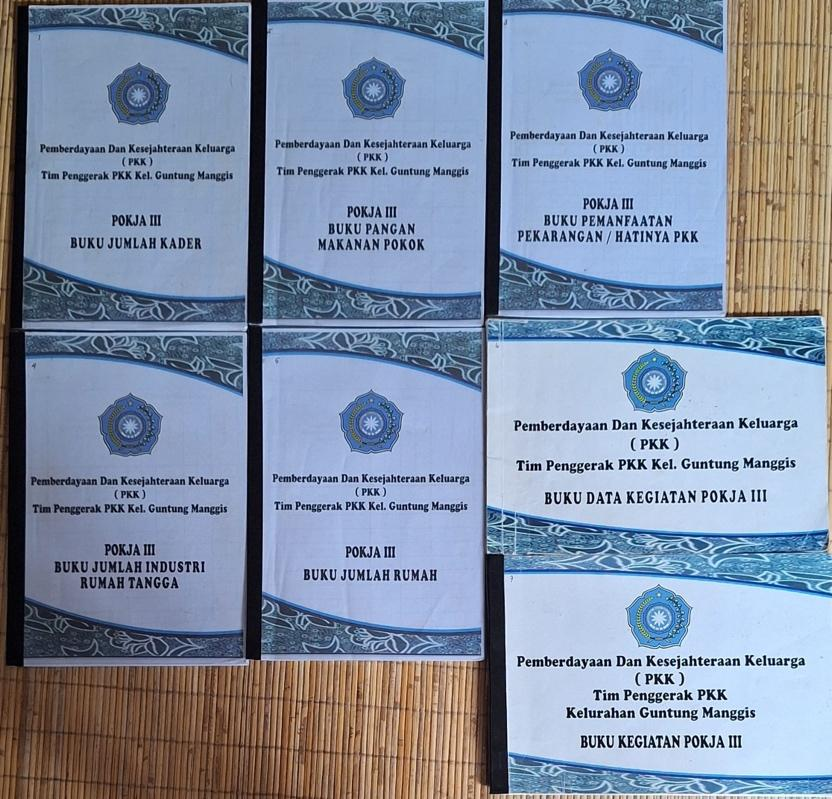 1
Pemberdayaan Dan Kesejahteraan Keluarga
( PKK )
Tim Penggerak PKK Kel. Guntung Manggis
POKJA III
BUKU JUMLAH KADER
Pemberdayaan Dan Kesejahteraan Keluarga
( PKK )
Tim Penggerak PKK Kel. Guntung Manggis
POKJA III
BUKU PANGAN
MAKANAN POKOK
3
Pemberdayaan Dan Kesejahteraan Keluarga
( PKK )
Tim Penggerak PKK Kel. Guntung Manggis
POKJA III
BUKU PEMANFAATAN
PEKARANGAN / HATINYA PKK
4
Pemberdayaan Dan Kesejahteraan Keluarga
( PKK )
Tim Penggerak PKK Kel. Guntung Manggis
POKJA III
BUKU JUMLAH INDUSTRI
RUMAH TANGGA
5
Pemberdayaan Dan Kesejahteraan Keluarga
( PKK )
Tim Penggerak PKK Kel. Guntung Manggis
POKJA III
BUKU JUMLAH RUMAH
6
Pemberdayaan Dan Kesejahteraan Keluarga
( PKK )
Tim Penggerak PKK Kel. Guntung Manggis
BUKU DATA KEGIATAN POKJA III
7
Pemberdayaan Dan Kesejahteraan Keluarga
( PKK )
Tim Penggerak PKK
Kelurahan Guntung Manggis
BUKU KEGIATAN POKJA III